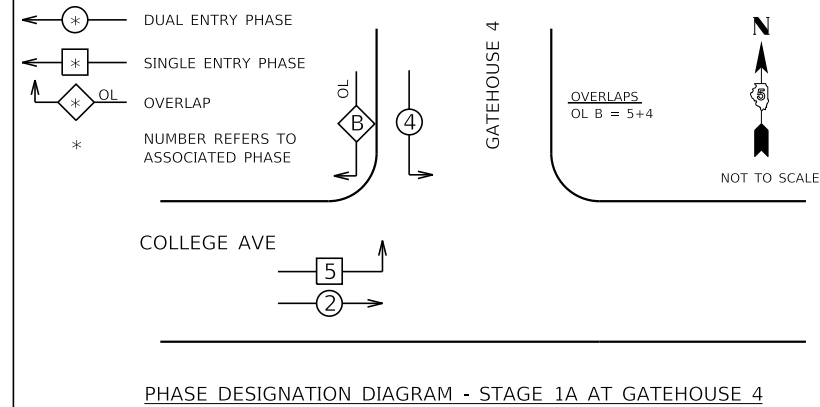 * DUAL ENTRY PHASE
* SINGLE ENTRY PHASE
* OL OVERLAP
* NUMBER REFERS TO
ASSOCIATED PHASE
OL
B
4
GATEHOUSE 4
OVERLAPS
OL B = 5+4
N
NOT TO SCALE
COLLEGE AVE
5
2
PHASE DESIGNATION DIAGRAM - STAGE 1A AT GATEHOUSE 4